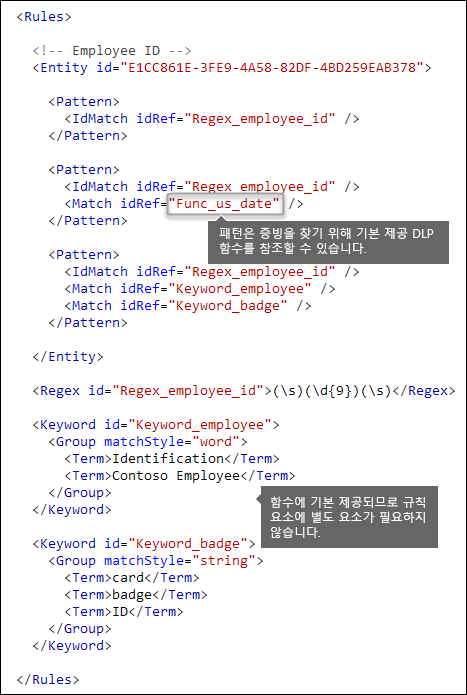 <Rules>
<!-- Employee ID -->
<Entity id="E1CC861E-3FE9-4A58-82DF-4BD259EAB378">
<Pattern>
<IdMatch idRef="Regex_employee_id" />
</Pattern>
<Pattern>
<IdMatch idRef="Regex_employee_id" />
<Match idRef="Func_us_date" />
</Pattern>
패턴은 증빙을 찾기 위해 기본 제공 DLP
함수를 참조할 수 있습니다.
<Pattern>
<IdMatch idRef="Regex_employee_id" />
<Match idRef="Keyword_employee" />
<Match idRef="Keyword_badge" />
</Pattern>
</Entity>
<Regex id="Regex_employee_id">(\s)(\d{9})(\s)</Regex>
<Keyword id="Keyword_employee">
<Group matchStyle="word">
<Term>Identification</Term>
<Term>Contoso Employee</Term>
</Group>
</Keyword>
함수에 기본 제공되므로 규칙
요소에 별도 요소가 필요하지
않습니다.
<Keyword id="Keyword_badge">
<Group matchStyle="string">
<Term>card</Term>
<Term>badge</Term>
<Term>ID</Term>
</Group>
</Keyword>
</Rules>